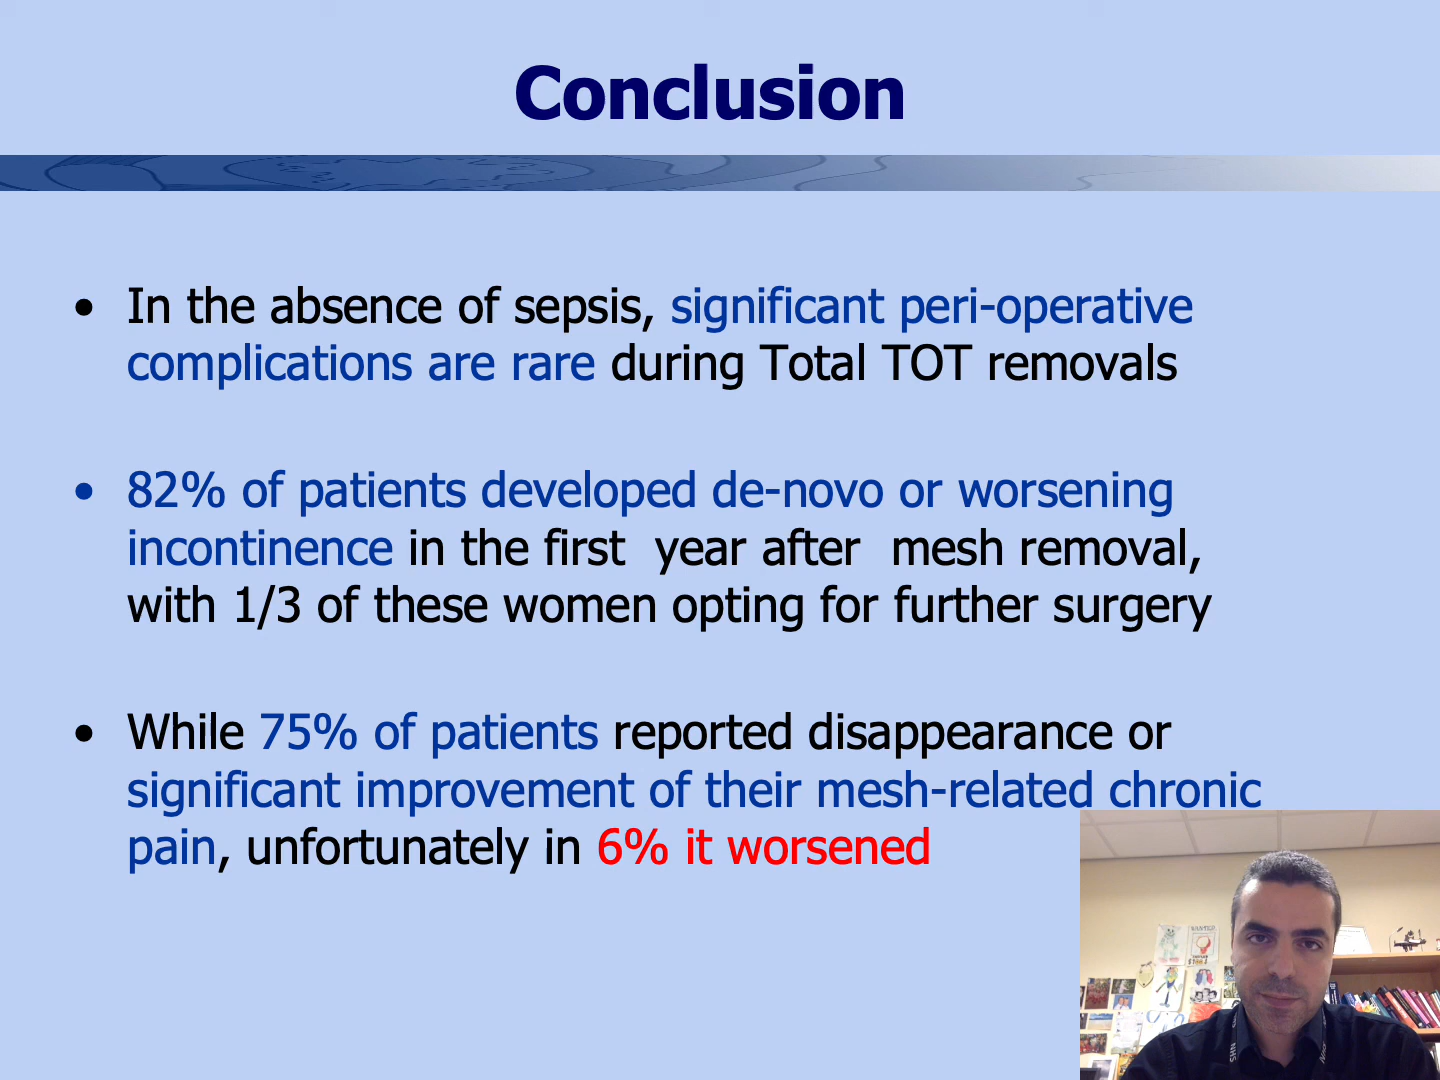 Conclusion
• In the absence of sepsis, significant peri-operative
complications are rare during Total TOT removals
• 82% of patients developed de-novo or worsening
incontinence in the first  year after  mesh removal,
with 1/3 of these women opting for further surgery
• While 75% of patients reported disappearance or
significant improvement of their mesh-related chronic
pain, unfortunately in 6% it worsened
WANTED
NHS
NHS